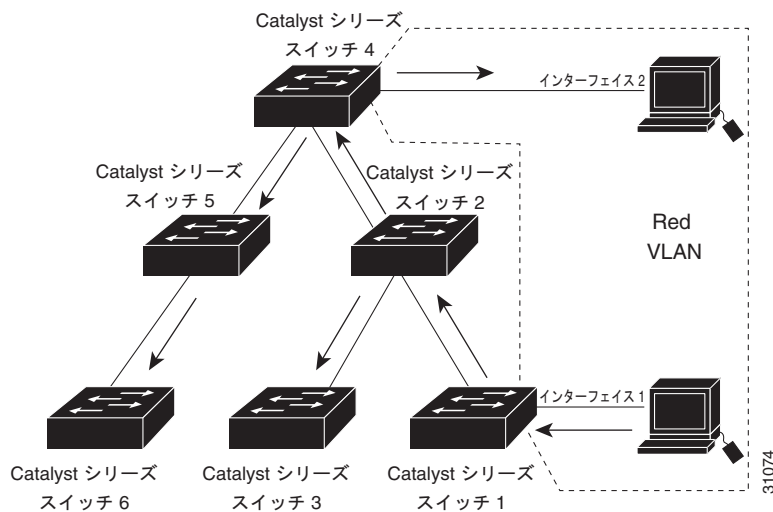 Catalyst シリーズ
スイッチ 4
インターフェイス 2
Catalyst シリーズ
スイッチ 5
Catalyst シリーズ
スイッチ 2
Red
VLAN
インターフェイス 1
Catalyst シリーズ
スイッチ 6
Catalyst シリーズ
スイッチ 3
Catalyst シリーズ
スイッチ 1
31074